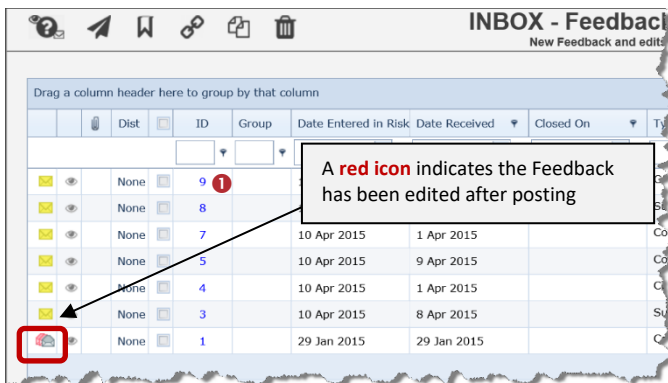 INBOX - Feedbac
New Feedback and edits
Drag a column header here to group by that column
Dist ID Group Date Entered in Risk Date Received Closed On Ty
None 9 1
None 8
None 7 10 Apr 2015 1 Apr 2015 Co
None 5 10 Apr 2015 9 Apr 2015 Co
None 4 10 Apr 2015 1 Apr 2015
None 3 10 Apr 2015 8 Apr 2015 Su
None 1 29 Jan 2015 29 Jan 2015
A red icon indicates the Feedback
has been edited after posting